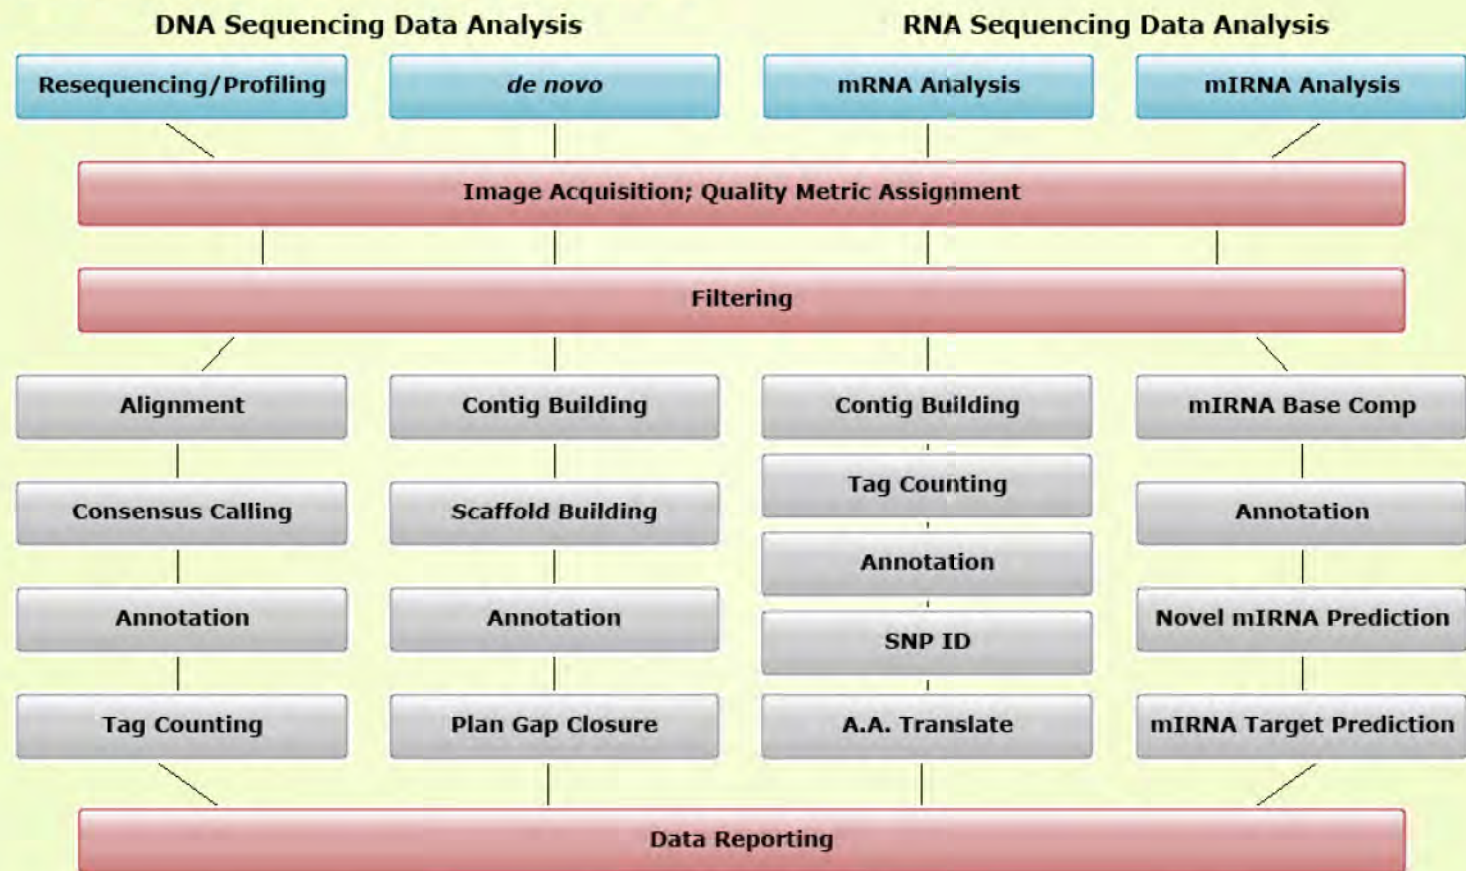 DNA Sequencing Data Analysis
RNA Sequencing Data Analysis
Resequencing/Profiling
de novo
mRNA Analysis
mIRNA Analysis
Image Acquisition; Quality Metric Assignment
Filtering
Alignment
Contig Building
Contig Building
mIRNA Base Comp
Tag Counting
Consensus Calling
Scaffold Building
Annotation
Annotation
Annotation
Annotation
Novel mIRNA Prediction
SNP ID
Tag Counting
Plan Gap Closure
A.A. Translate
mIRNA Target Prediction
Data Reporting